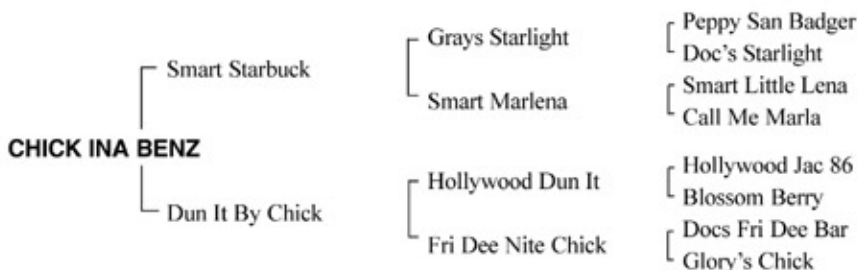 Peppy San Badger
Grays Starlight
Doc's Starlight
Smart Starbuck
Smart Little Lena
Smart Marlena
Call Me Marla
CHICK INA BENZ
Hollywood Jac 86
Hollywood Dun It
Blossom Berry
Dun It By Chick
Docs Fri Dee Bar
Fri Dee Nite Chick
Glory's Chick